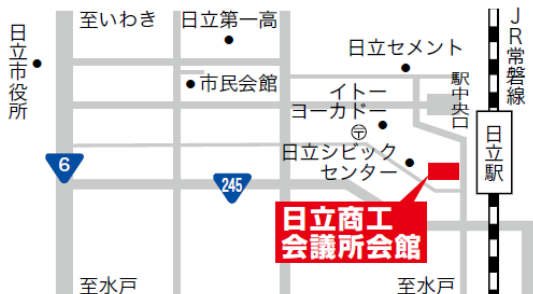 至いわき
日立第一高
JR常磐線
日立市役所
日立セメント
市民会館
イトー
ヨーカドー
駅中央口
〒
日立駅
日立シビック
センター
6
245
日立商工
会議所会館
至水戸
至水戸